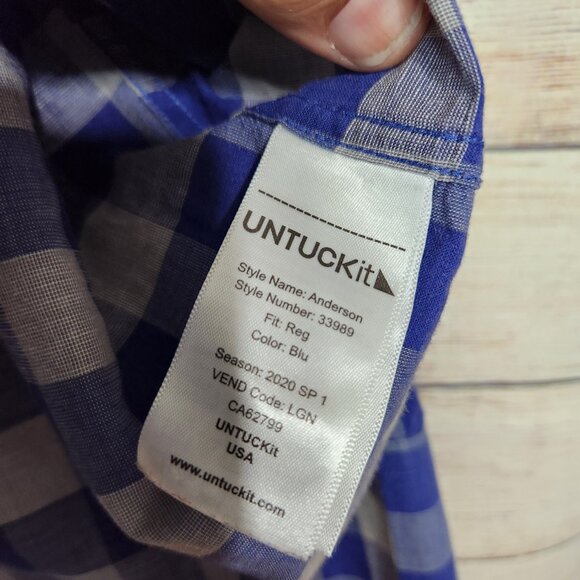 UNTUCKit
Style Name: Anderson
Style Number: 33989
Fit: Reg
Color: Blu
Season: 2020 SP 1
VEND Code: LGN
CA62799
UNTUCKit
USA
www.untuckit.com